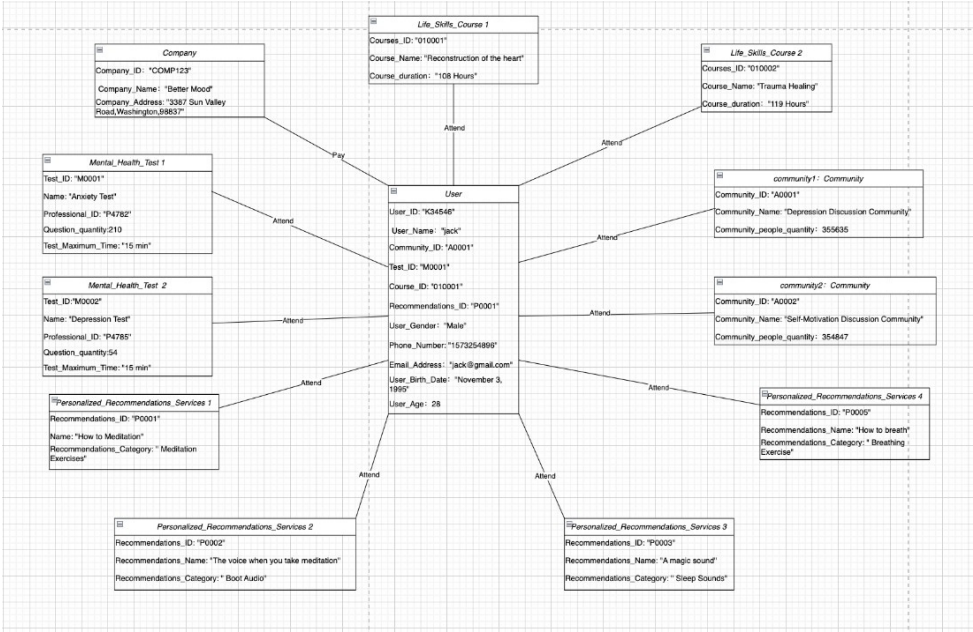 Life_Skills_Course 1
Courses_ID: "010001"
Course_Name: "Reconstruction of the heart"
Course_duration: "108 Hours"
Company
Company_ID: "COMP123"
Company_Name: "Better Mood"
Company_Address: "3387 Sun Valley
Road,Washington,98837"
Life_Skills_Course 2
Courses_ID: "010002"
Course_Name: "Trauma Healing"
Course_duration: "119 Hours"
Attend
Attend
Pay
Mental_Health_Test 1
Test_ID: "M0001"
Name: "Anxiety Test"
Professional_ID: "P4782"
Question_quantity:210
Test_Maximum_Time: "15 min"
Attend
User
User_ID: "K34546"
User_Name: "jack"
Community_ID: "A0001"
Test_ID: "M0001"
Course_ID: "010001"
Recommendations_ID: "P0001"
User_Gender: "Male"
Phone_Number: "1573254896"
Email_Address: "jack@gmail.com"
User_Birth_Date: "November 3,
1995"
User_Age: 28
community1: Community
Community_ID: "A0001"
Community_Name: "Depression Discussion Community"
Community_people_quantity: 355635
Attend
Mental_Health_Test 2
Test_ID:"M0002"
Name: "Depression Test"
Professional_ID: "P4785"
Question_quantity:54
Test_Maximum_Time: "15 min"
Attend
community2: Community
Community_ID: "A0002"
Community_Name: "Self-Motivation Discussion Community"
Community_people_quantity: 354847
Attend
Personalized_Recommendations_Services 1
Recommendations_ID: "P0001"
Name: "How to Meditation"
Recommendations_Category: " Meditation
Exercises"
Attend
Personalized_Recommendations_Services 4
Recommendations_ID: "P0005"
Recommendations_Name: "How to breath"
Recommendations_Category: " Breathing
Exercise"
Attend
Attend
Attend
Personalized_Recommendations_Services 2
Recommendations_ID: "P0002"
Recommendations_Name: "The voice when you take meditation"
Recommendations_Category: " Boot Audio"
Personalized_Recommendations_Services 3
Recommendations_ID: "P0003"
Recommendations_Name: "A magic sound"
Recommendations_Category: " Sleep Sounds"